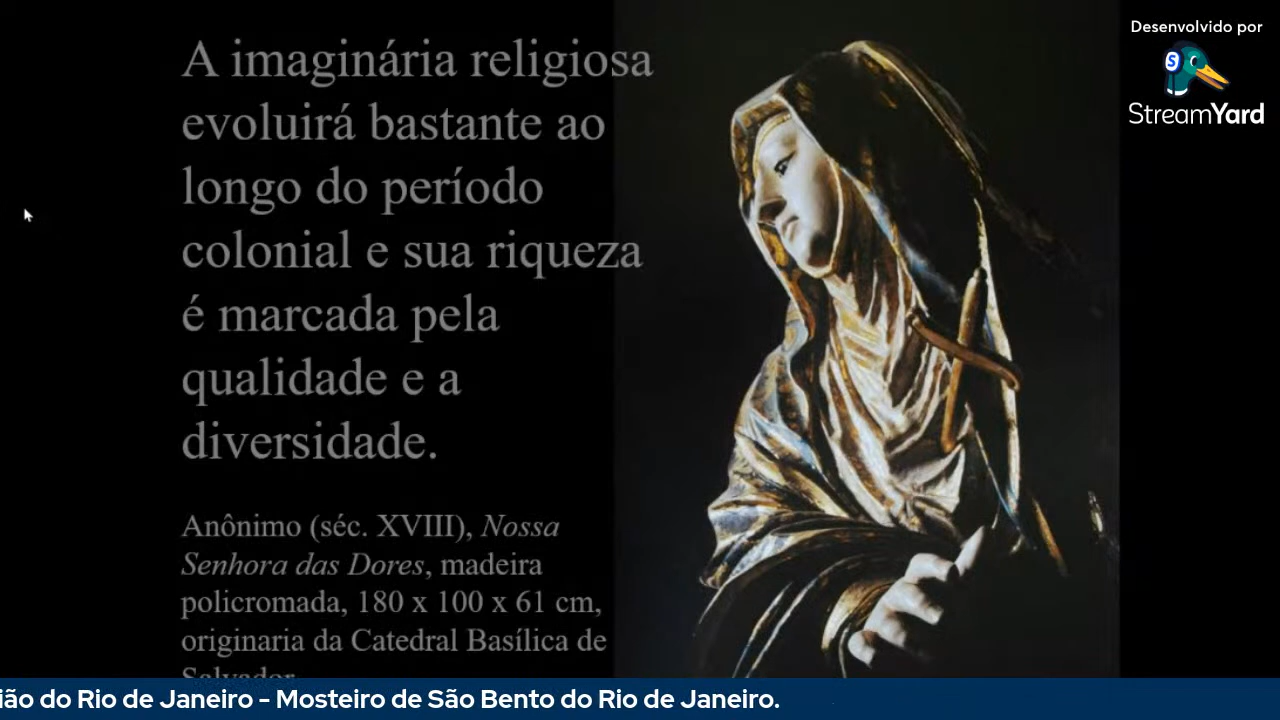 A imaginária religiosa
evoluirá bastante ao
longo do período
colonial e sua riqueza
é marcada pela
qualidade e a
diversidade.
Anônimo (séc. XVIII), Nossa
Senhora das Dores, madeira
policromada, 180 x 100 x 61 cm,
originaria da Catedral Basílica de
Salvador
Desenvolvido por
StreamYard
ião do Rio de Janeiro - Mosteiro de São Bento do Rio de Janeiro.